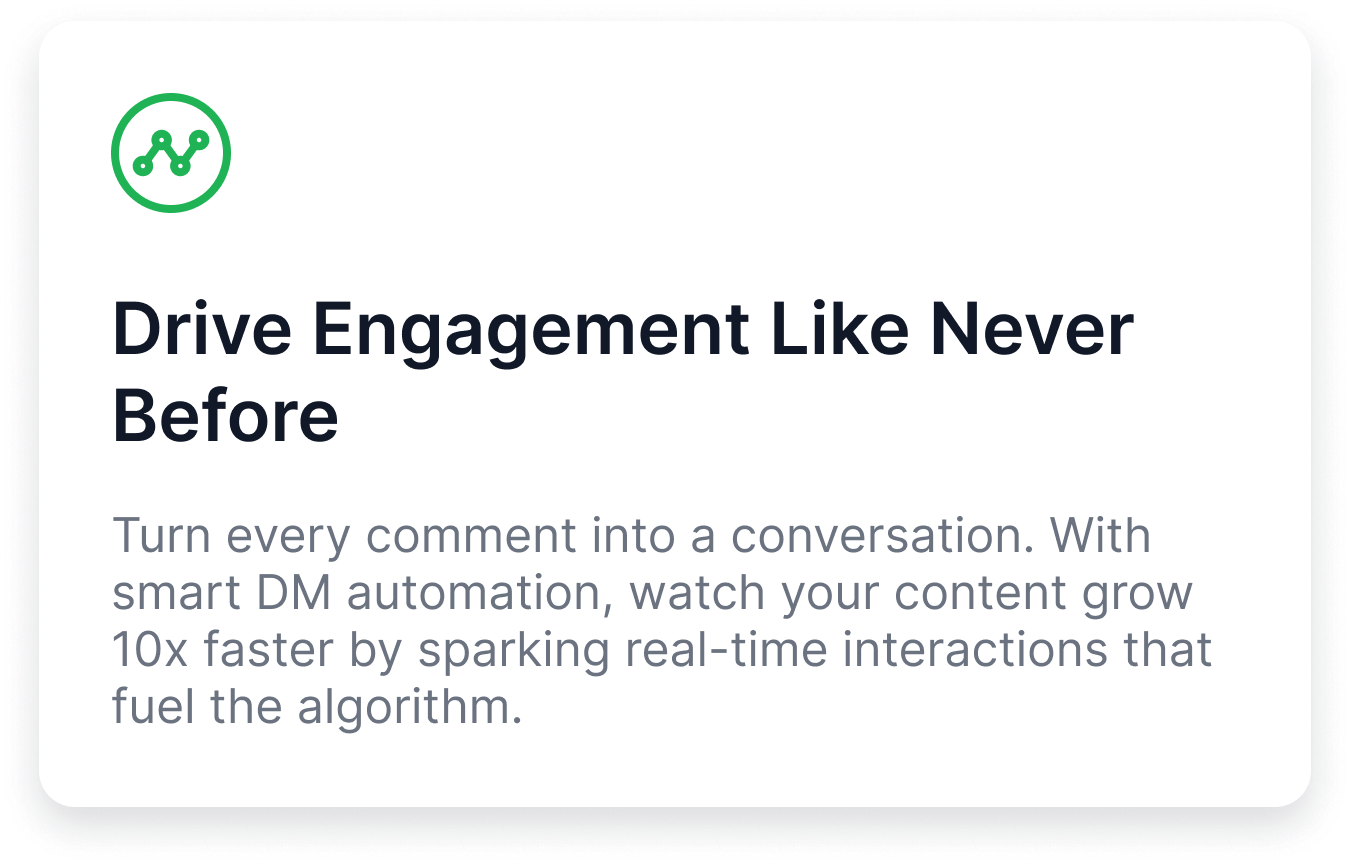 Drive Engagement Like Never
Before
Turn every comment into a conversation. With
smart DM automation, watch your content grow
10x faster by sparking real-time interactions that
fuel the algorithm.